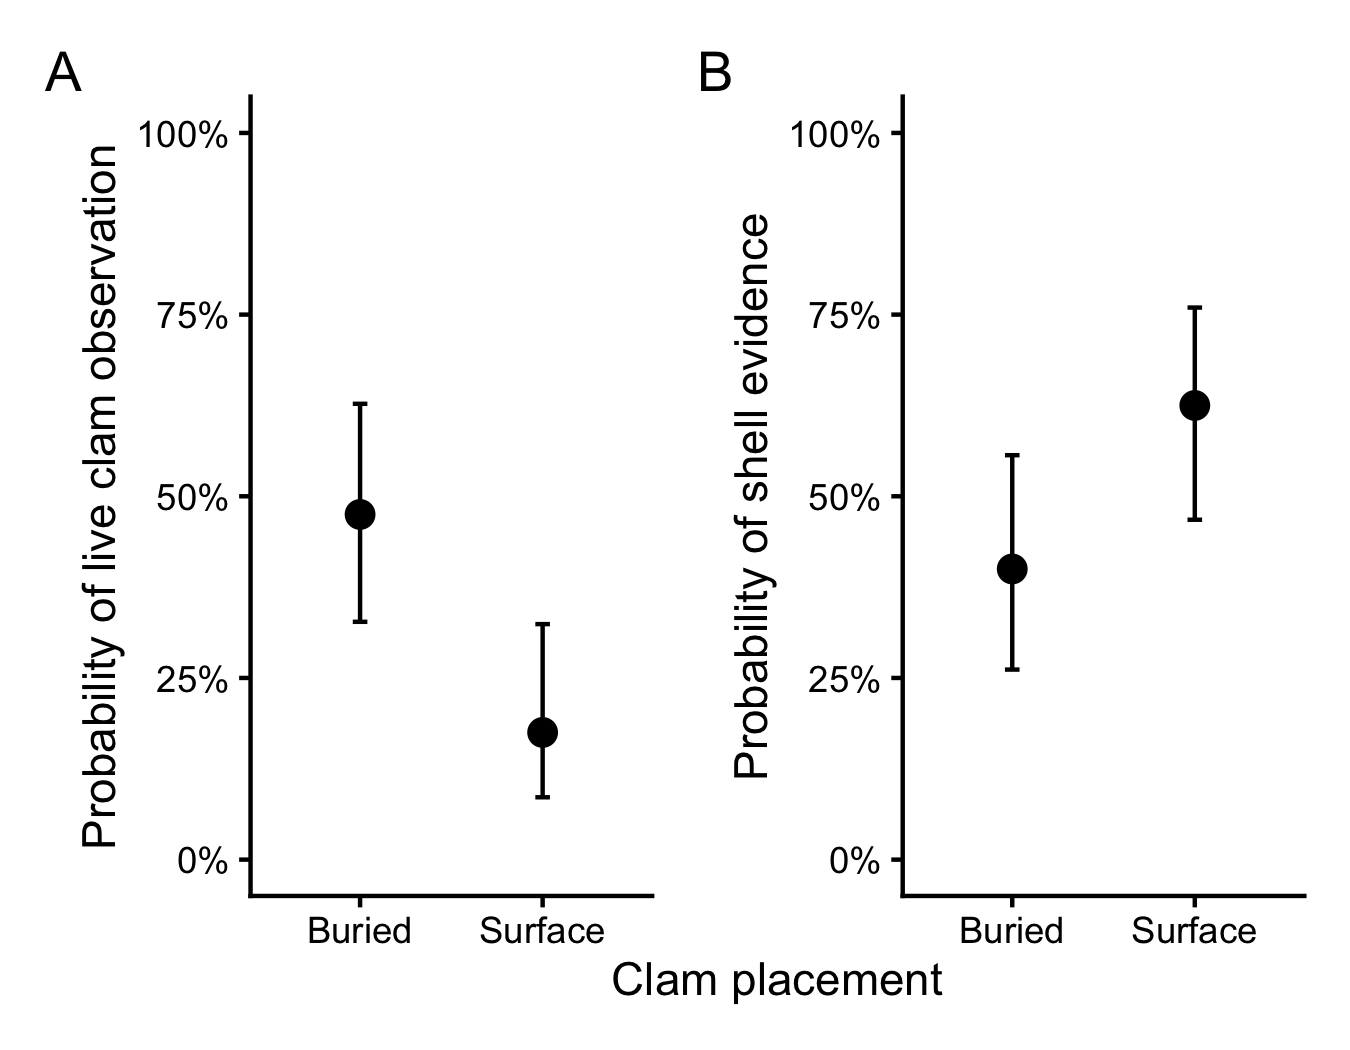 A
Probability of live clam observation
100%
75%
50%
25%
0%
Buried
Surface
B
Probability of shell evidence
100%
75%
50%
25%
0%
Buried
Surface
Clam placement